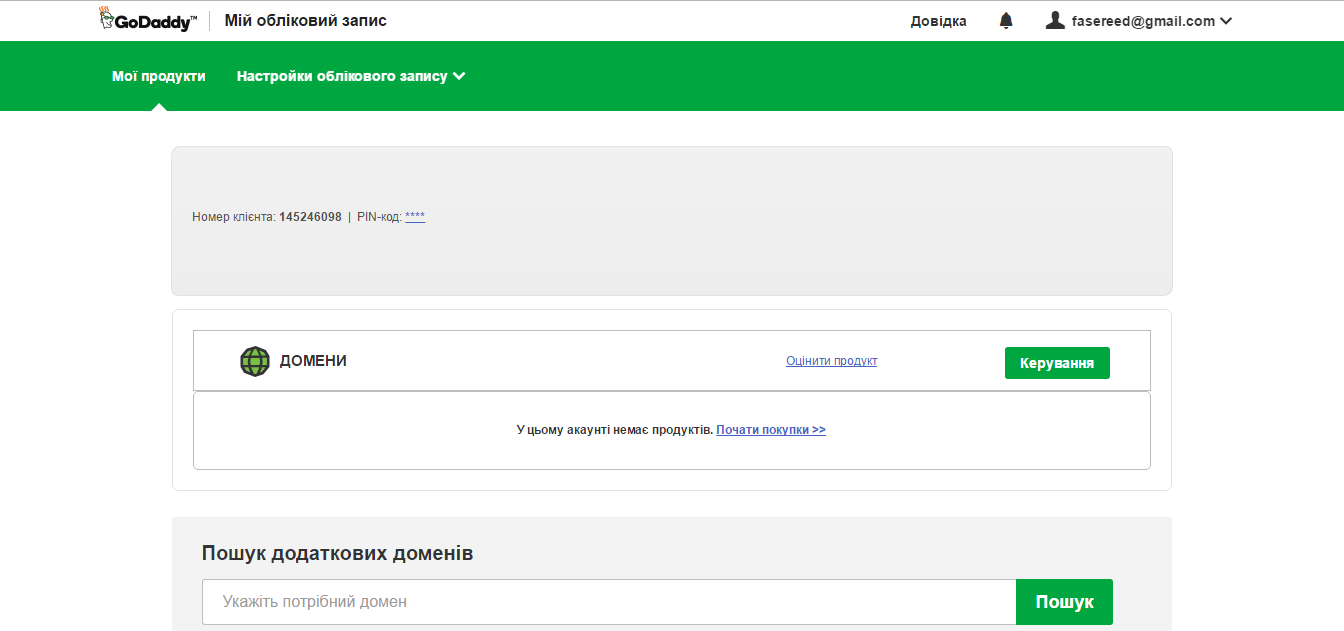 GoDaddy™ Мій обліковий запис Довідка fasereed@gmail.com
Мої продукти Настройки облікового запису
Номер клієнта: 145246098 | PIN-код: ****
ДОМЕНИ Оцінити продукт Керування
У цьому акаунті немає продуктів. Почати покупки >>
Пошук додаткових доменів
Укажіть потрібний домен Пошук